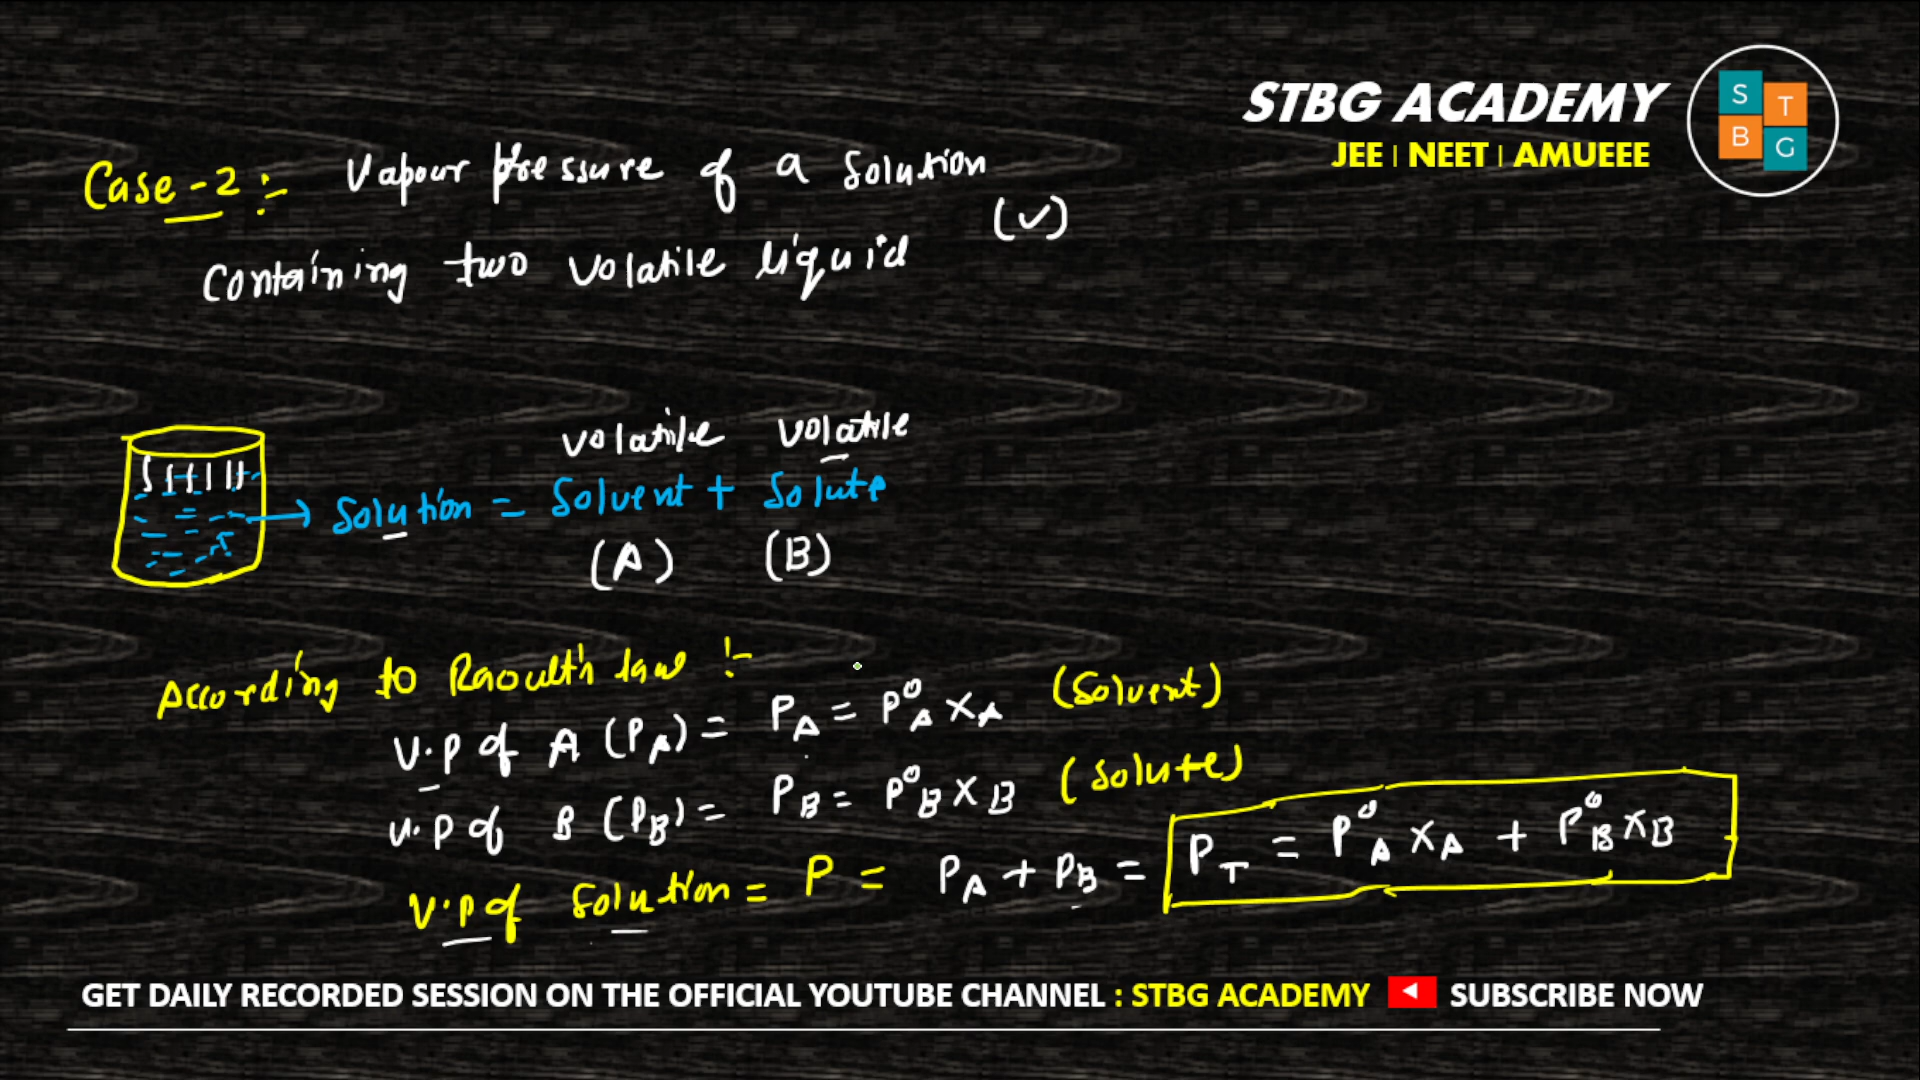 STBG ACADEMY
JEE | NEET | AMUEEE
S T B G
Case-2 :- Vapour Pressure of a Solution
(V)
Containing two volatile liquid
volatile volatile
→ Solution = Solvent + Solute
(A) (B)
According to Raoult's law :-
V.P of A (PA) = PA = P°A XA (Solvent)
V.P of B (PB) = PB = P°B XB (Solute)
V.P of Solution = P = PA + PB = PT = P°A XA + P°B XB
GET DAILY RECORDED SESSION ON THE OFFICIAL YOUTUBE CHANNEL : STBG ACADEMY SUBSCRIBE NOW